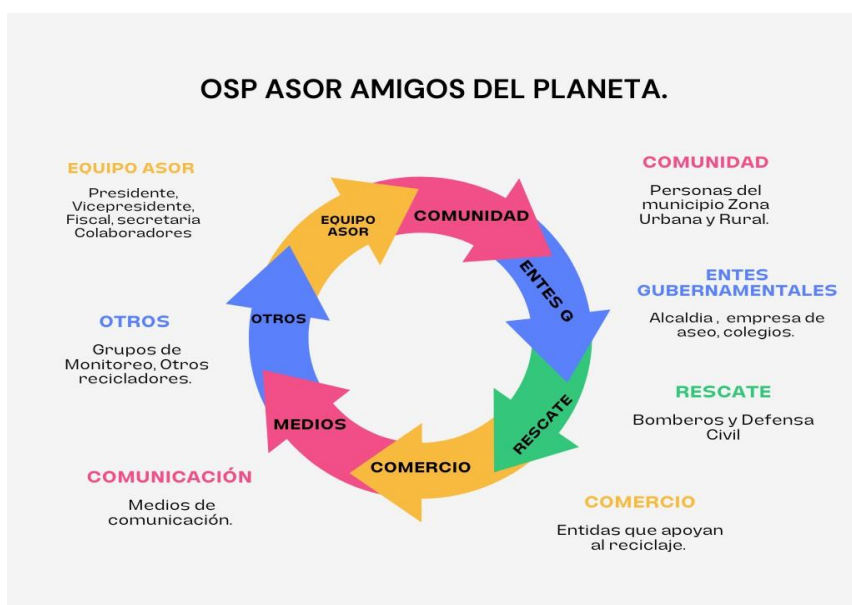 OSP ASOR AMIGOS DEL PLANETA.
EQUIPO ASOR
Presidente,
Vicepresidente,
Fiscal, secretaria
Colaboradores
COMUNIDAD
Personas del
municipio Zona
Urbana y Rural.
EQUIPO
ASOR
COMUNIDAD
ENTES G
RESCATE
COMERCIO
MEDIOS
OTROS
ENTES
GUBERNAMENTALES
Alcaldia , empresa de
aseo, colegios.
OTROS
Grupos de
Monitoreo, Otros
recicladores.
RESCATE
Bomberos y Defensa
Civil
COMUNICACIÓN
Medios de
comunicación.
COMERCIO
Entidas que apoyan
al reciclaje.